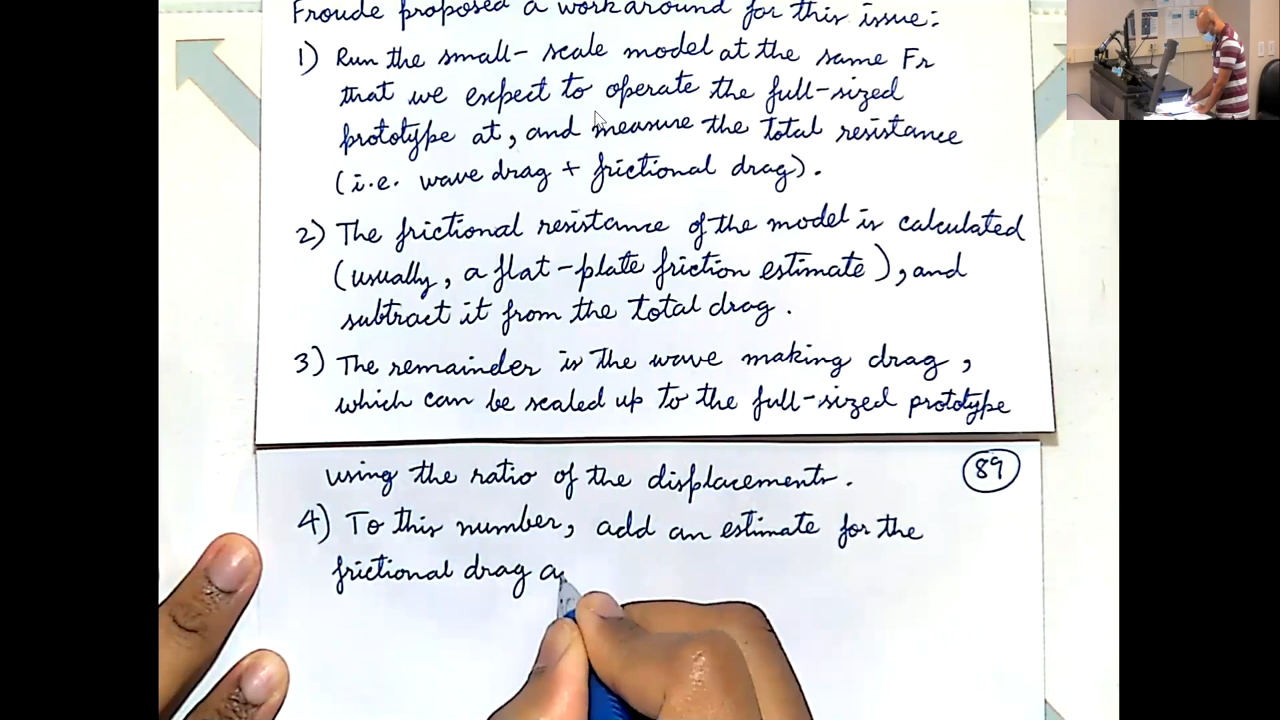 Froude proposed a workaround for this issue:
1) Run the small-scale model at the same Fr
that we expect to operate the full-sized
prototype at, and measure the total resistance
(i.e. wave drag + frictional drag).
2) The frictional resistance of the model is calculated
(usually, a flat-plate friction estimate), and
subtract it from the total drag.
3) The remainder is the wave making drag,
which can be scaled up to the full-sized prototype
89
using the ratio of the displacements.
4) To this number, add an estimate for the
frictional drag a